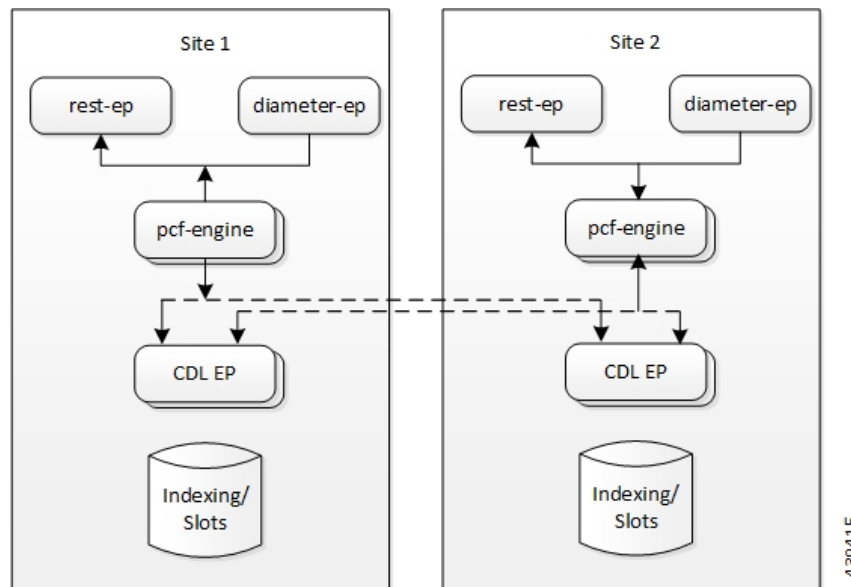 Site 1
rest-ep
diameter-ep
pcf-engine
CDL EP
Indexing/
Slots
Site 2
rest-ep
diameter-ep
pcf-engine
CDL EP
Indexing/
Slots